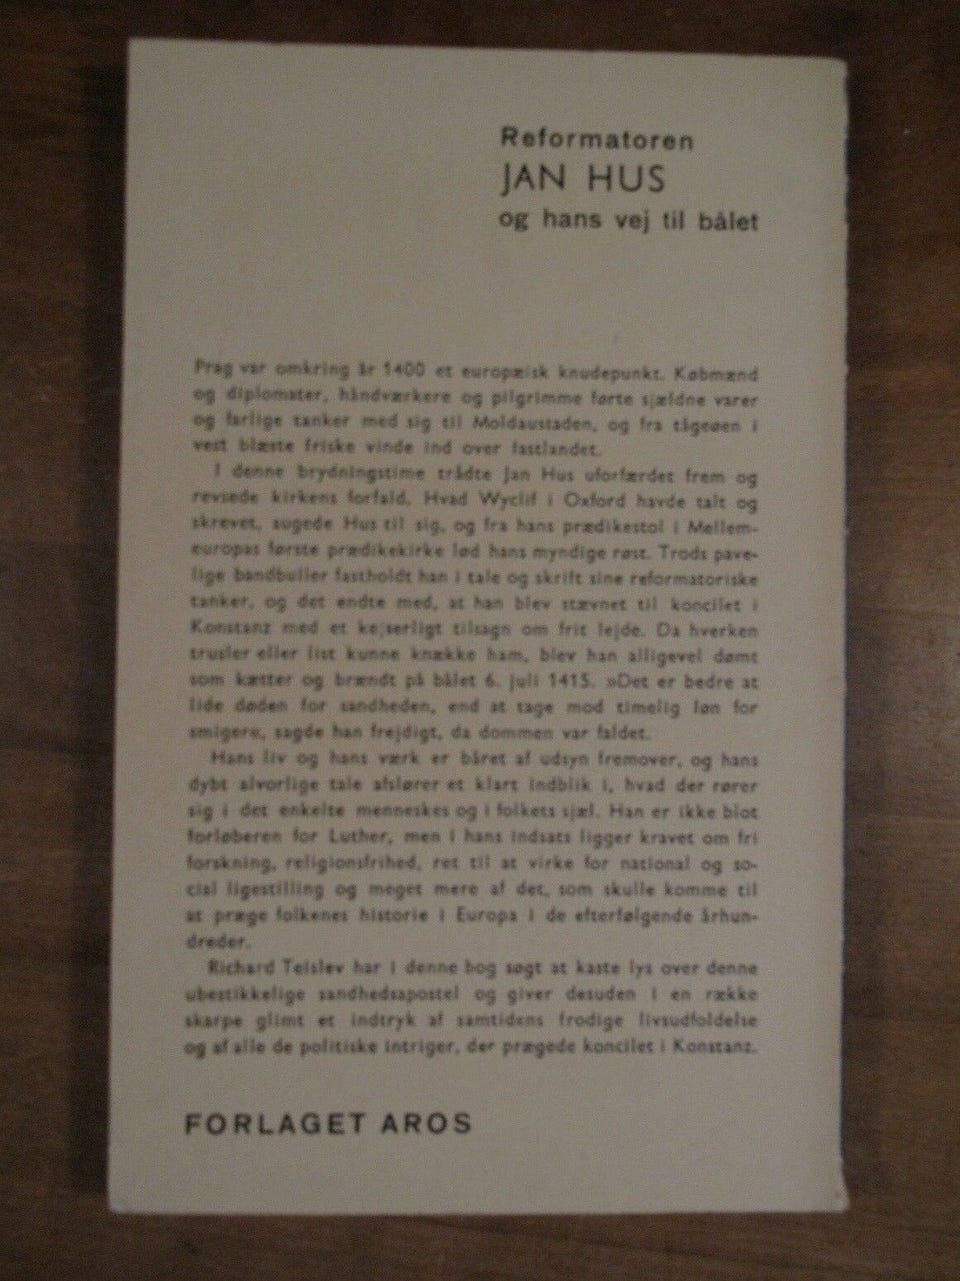 Reformatoren
JAN HUS
og hans vej til bålet
Prag var omkring år 1400 et europæisk knudepunkt. Købmænd
og diplomater, håndværkere og pilgrimme førte sjældne varer
og farlige tanker med sig til Moldaustaden, og fra tågeøen i
vest blæste friske vinde ind over fastlandet.
I denne brydningstime trådte Jan Hus uforfærdet frem og
revsede kirkens forfald. Hvad Wyclif i Oxford havde talt og
skrevet, sugede Hus til sig, og fra hans prædikestol i Mellem-
europas første prædikekirke lød hans myndige røst. Trods pave-
lige bandbuller fastholdt han i tale og skrift sine reformatoriske
tanker, og det endte med, at han blev stævnet til koncilet i
Konstanz med et kejserligt tilsagn om frit lejde. Da hverken
trusler eller list kunne knække ham, blev han alligevel dømt
som kætter og brændt på bålet 6. juli 1415. »Det er bedre at
lide døden for sandheden, end at tage mod timelig løn for
smigere, sagde han frejdigt, da dommen var faldet.
Hans liv og hans værk er båret af udsyn fremover, og hans
dybt alvorlige tale afslører et klart indblik i, hvad der rører
sig i det enkelte menneskes og i folkets sjæl. Han er ikke blot
forløberen for Luther, men i hans indsats ligger kravet om fri
forskning, religionsfrihed, ret til at virke for national og so-
cial ligestilling og meget mere af det, som skulle komme til
at præge folkenes historie i Europa i de efterfølgende århun-
dreder.
Richard Teislev har i denne bog søgt at kaste lys over denne
ubestikkelige sandhedsapostel og giver desuden i en række
skarpe glimt et indtryk af samtidens frodige livsudfoldelse
og af alle de politiske intriger, der prægede koncilet i Konstanz.
FORLAGET AROS